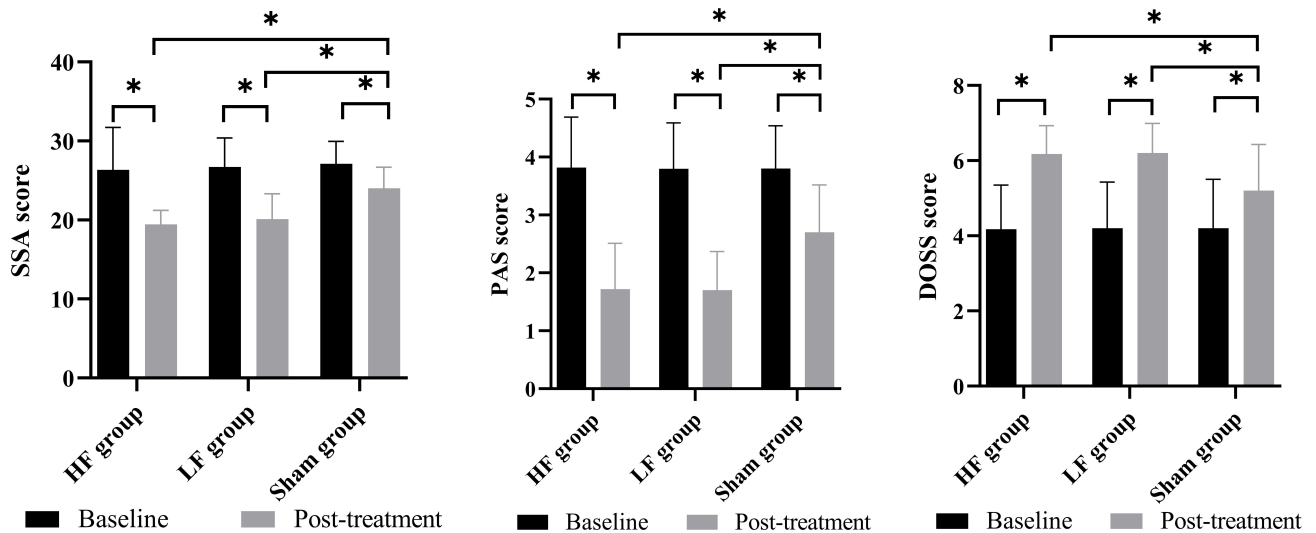 *
*
* * *
40
30
20
10
0
SSA score
HF group
LF group
Sham group
Baseline Post-treatment
*
*
* * *
5
4
3
2
1
0
PAS score
HF group
LF group
Sham group
Baseline Post-treatment
*
*
* * *
8
6
4
2
0
DOSS score
HF group
LF group
Sham group
Baseline Post-treatment